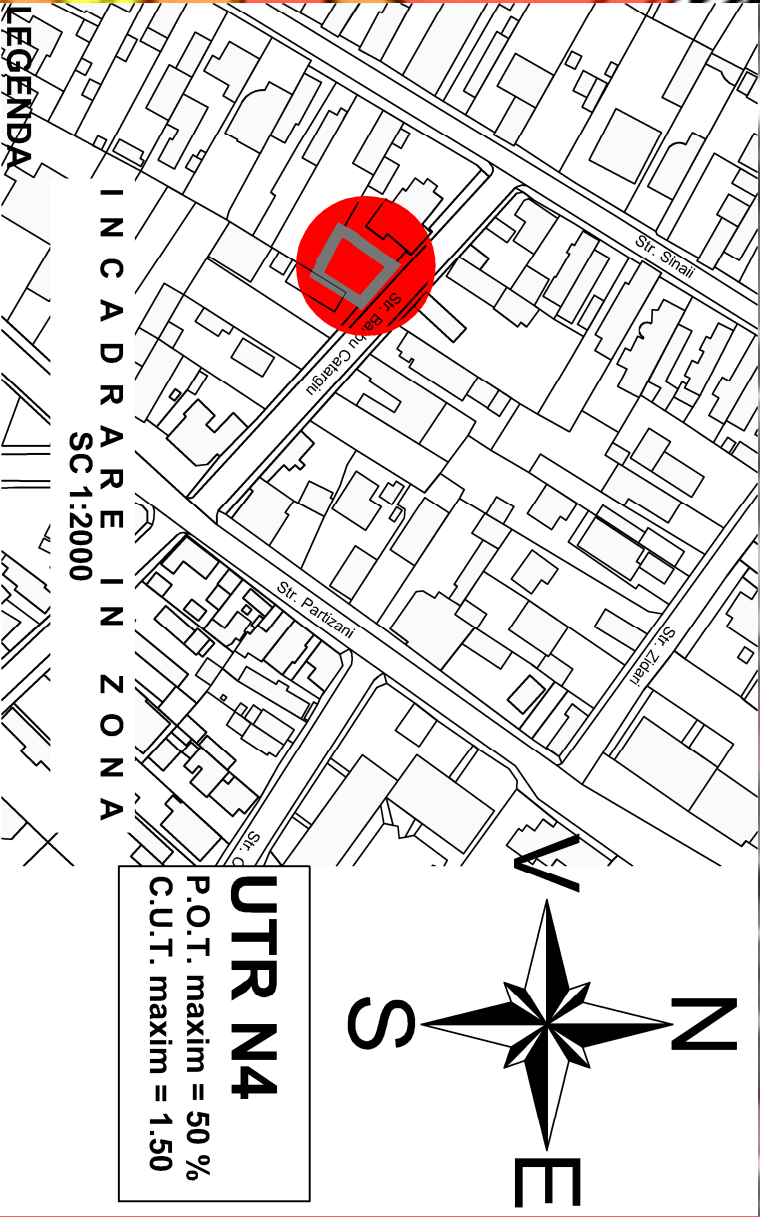 LEGENDA
INCADRARE IN ZONA
SC 1:2000
Str. Sinaii
Str. Barbu Catargiu
Str. Partizani
Str. Zidari
Str.
N
V
E
S
UTR N4
P.O.T. maxim = 50 %
C.U.T. maxim = 1.50